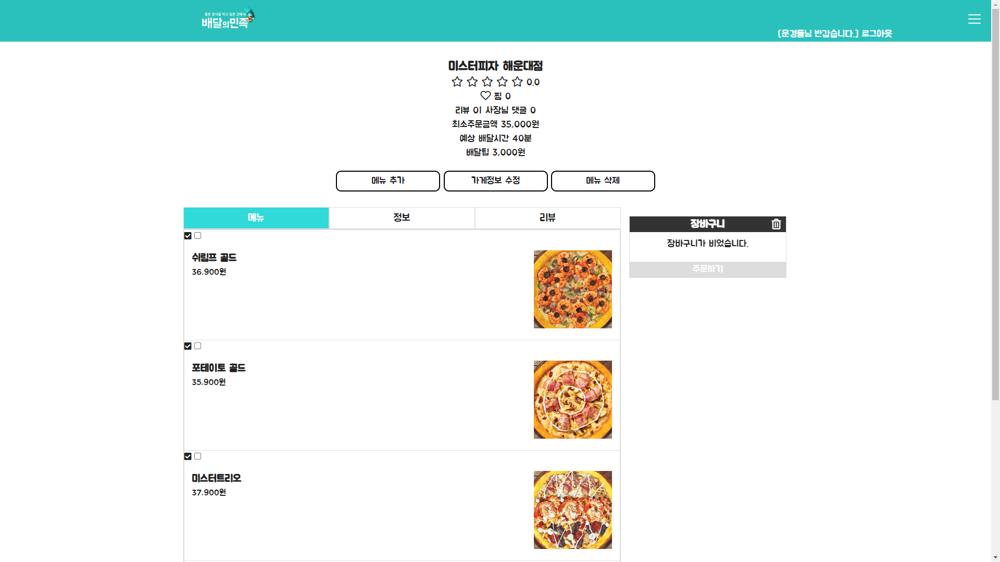 좋은 음식을 먹고 싶은 곳에서
배달의민족
(문경률님 반갑습니다.) 로그아웃
미스터피자 해운대점
0.0
찜 0
리뷰 0| 사장님 댓글 0
최소주문금액 35,000원
예상 배달시간 40분
배달팁 3,000원
메뉴 추가
가게정보 수정
메뉴 삭제
메뉴
정보
리뷰
장바구니
장바구니가 비었습니다.
주문하기
쉬림프 골드
36,900원
포테이토 골드
35,900원
미스터트리오
37,900원